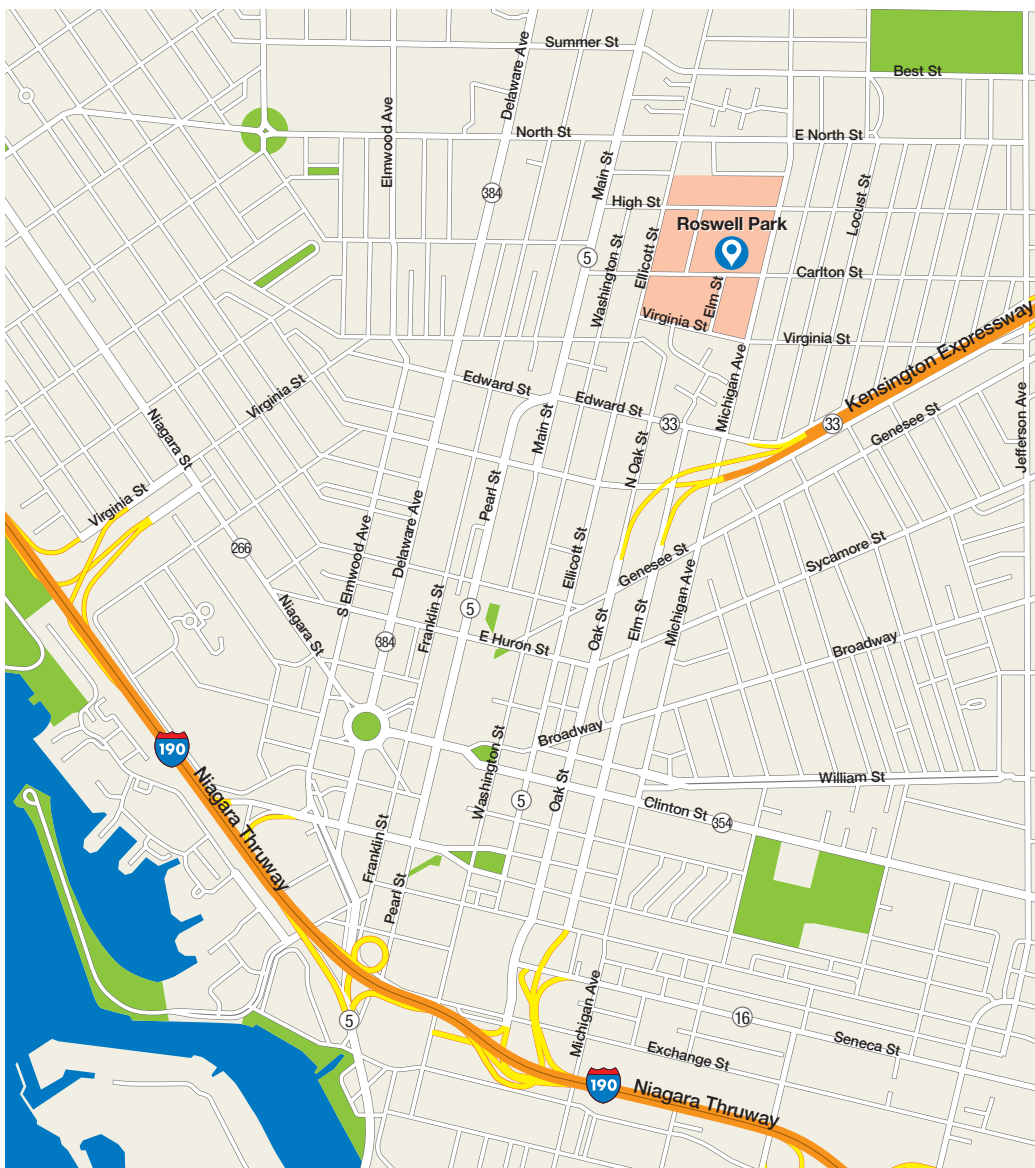 Summer St
Best St
Delaware Ave
Elmwood Ave
North St
E North St
Main St
384
High St
Locust St
Roswell Park
Ellicott St
Washington St
5
Carlton St
Elm St
Virginia St
Virginia St
Kensington Expressway
Michigan Ave
Edward St
Edward St
Virginia St
Niagara St
Main St
33
33
Genesee St
Jefferson Ave
N Oak St
Pearl St
Virginia St
Delaware Ave
S Elmwood Ave
266
Ellicott St
Genesee St
Sycamore St
Michigan Ave
Niagara St
Franklin St
5
Elm St
Oak St
384
E Huron St
Broadway
Broadway
190
Washington St
Niagara Thruway
5
Oak St
William St
Clinton St
354
Franklin St
Pearl St
5
Michigan Ave
16
Seneca St
Exchange St
190
Niagara Thruway